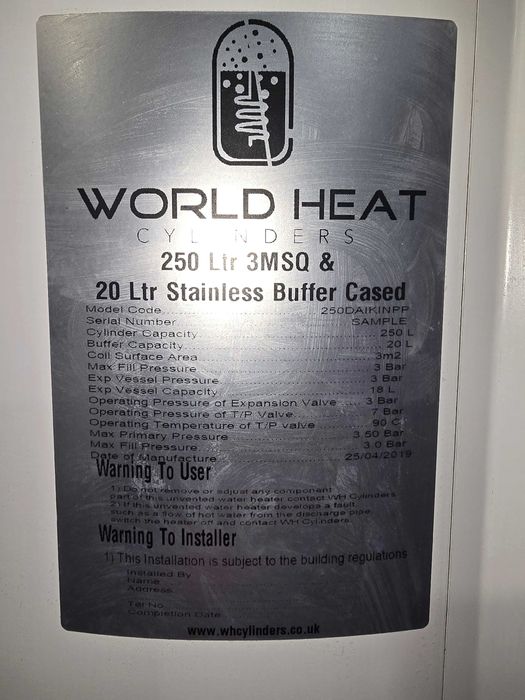 WORLD HEAT
CYLINDERS
250 Ltr 3MSQ &
20 Ltr Stainless Buffer Cased
Model Code 250DAIKINPP
Serial Number SAMPLE
Cylinder Capacity 250 L
Buffer Capacity 20 L
Coil Surface Area 3m2
Max Fill Pressure 3 Bar
Exp Vessel Pressure 3 Bar
Exp Vessel Capacity 18 L
Operating Pressure of Expansion Valve 3 Bar
Operating Pressure of T/P Valve 7 Bar
Operating Temperature of T/P valve 90 C
Max Primary Pressure 3.50 Bar
Max Fill Pressure 3.0 Bar
Date of Manufacture 25/04/2019
Warning To User
1) Do not remove or adjust any component
part of this unvented water heater contact WH Cylinders
2) If this unvented water heater develops a fault
such as a flow of hot water from the discharge pipe
switch the heater off and contact WH Cylinders.
Warning To Installer
1) This Installation is subject to the building regulations
Installed By
Name
Address
Tel No
Completion Date
www.whcylinders.co.uk